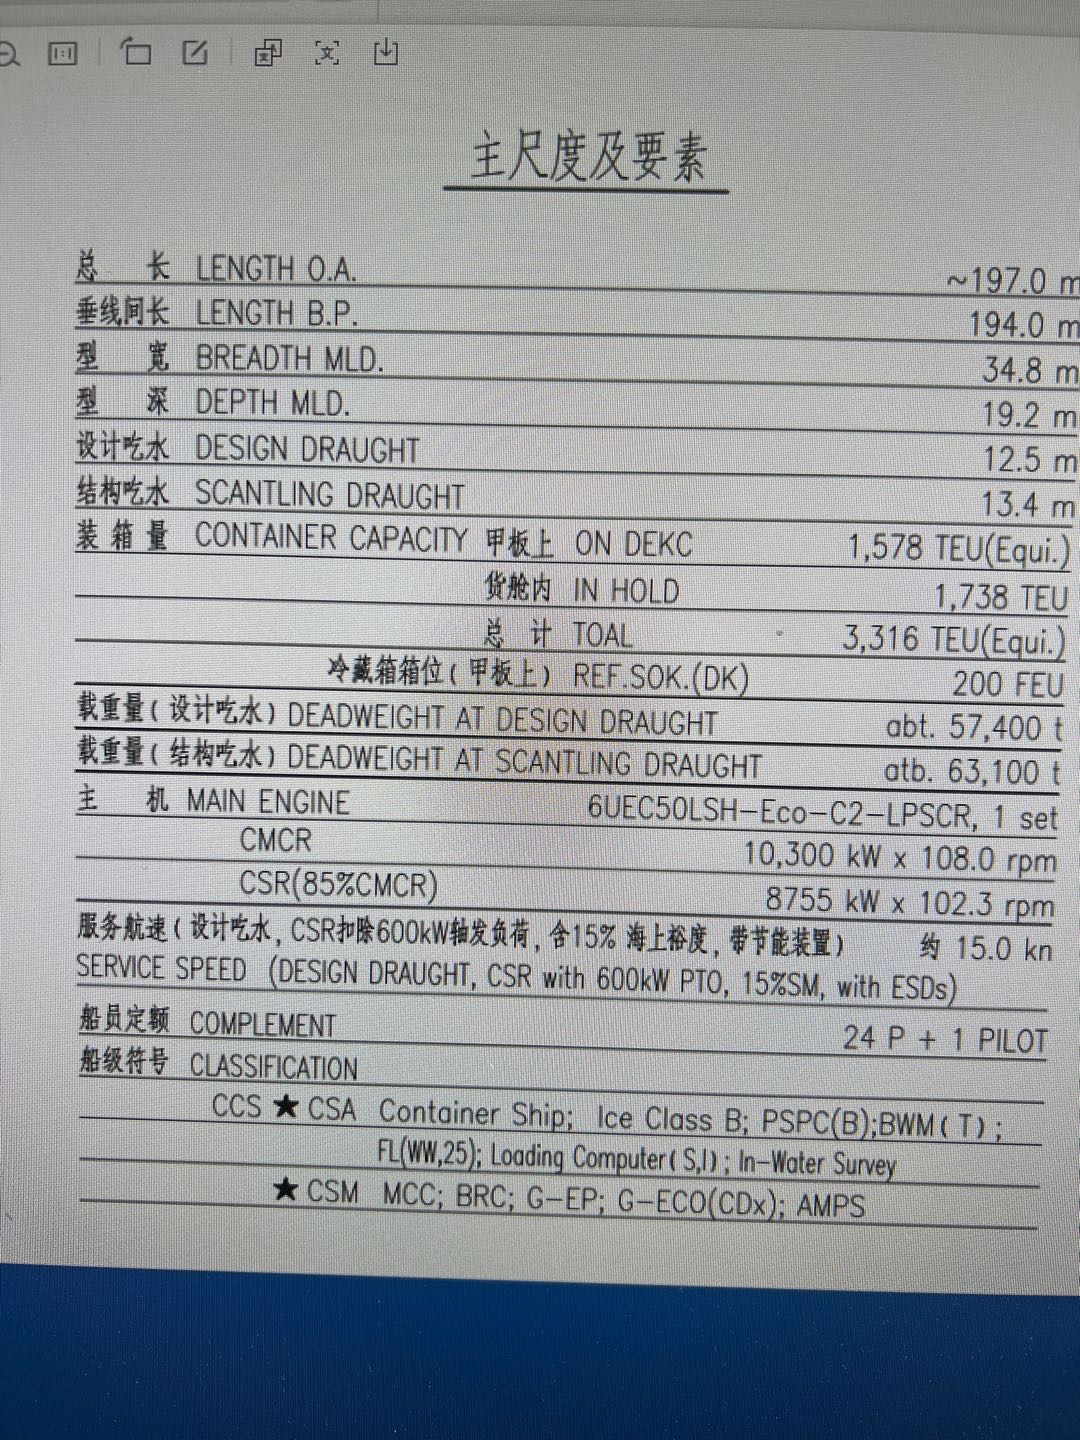 主尺度及要素
总 长 LENGTH O.A. ~197.0 m
垂线间长 LENGTH B.P. 194.0 m
型 宽 BREADTH MLD. 34.8 m
型 深 DEPTH MLD. 19.2 m
设计吃水 DESIGN DRAUGHT 12.5 m
结构吃水 SCANTLING DRAUGHT 13.4 m
装 箱 量 CONTAINER CAPACITY 甲板上 ON DEKC 1,578 TEU(Equi.)
货舱内 IN HOLD 1,738 TEU
总 计 TOAL 3,316 TEU(Equi.)
冷藏箱箱位(甲板上) REF.SOK.(DK) 200 FEU
载重量(设计吃水) DEADWEIGHT AT DESIGN DRAUGHT abt. 57,400 t
载重量(结构吃水) DEADWEIGHT AT SCANTLING DRAUGHT atb. 63,100 t
主 机 MAIN ENGINE 6UEC50LSH-Eco-C2-LPSCR, 1 set
CMCR 10,300 kW x 108.0 rpm
CSR(85%CMCR) 8755 kW x 102.3 rpm
服务航速(设计吃水, CSR扣除600kW轴发负荷, 含15% 海上裕度, 带节能装置) 约 15.0 kn
SERVICE SPEED (DESIGN DRAUGHT, CSR with 600kW PTO, 15%SM, with ESDs)
船员定额 COMPLEMENT 24 P + 1 PILOT
船级符号 CLASSIFICATION
CCS ★ CSA Container Ship; Ice Class B; PSPC(B);BWM(T);
FL(WW,25); Loading Computer(S,I); In-Water Survey
★ CSM MCC; BRC; G-EP; G-ECO(CDx); AMPS